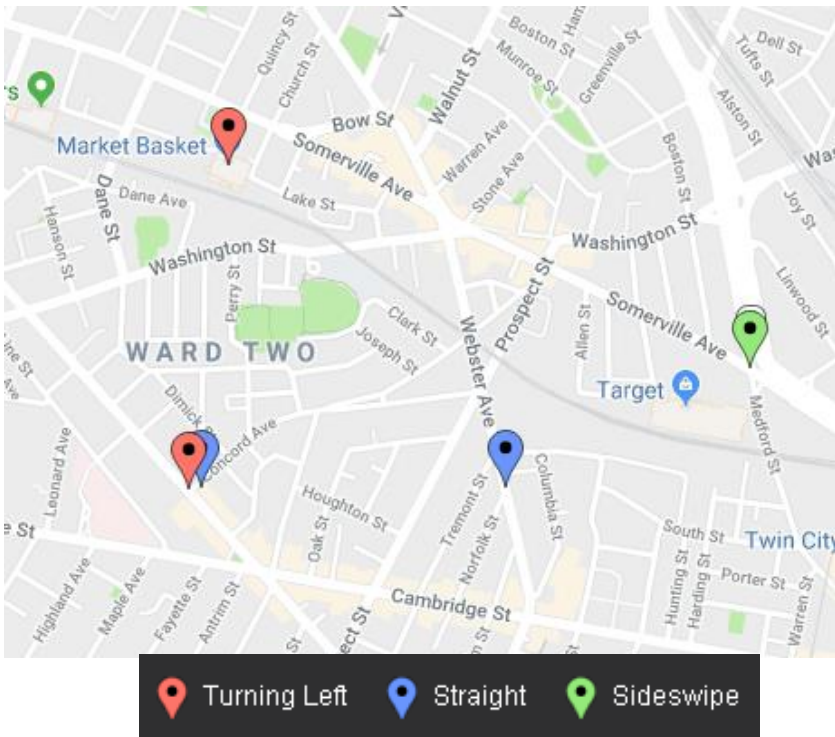 Quincy St
Church St
Walnut St
Boston St
Munroe St
Greenville St
Dell St
Tufts St
Alston St
Bow St
Somerville Ave
Market Basket
Warren Ave
Stone Ave
Boston St
Joy St
Linwood St
Dane St
Dane Ave
Lake St
Hanson St
Washington St
Washington St
Perry St
Prospect St
Somerville Ave
Clark St
Joseph St
Allen St
WARD TWO
Webster Ave
Target
Medford St
Concord Ave
Leonard Ave
Houghton St
Oak St
Tremont St
Norfolk St
Columbia St
South St
Twin City
Porter St
Hunting St
Harding St
Warren St
Highland Ave
Maple Ave
Fayette St
Antrim St
Cambridge St
Turning Left Straight Sideswipe